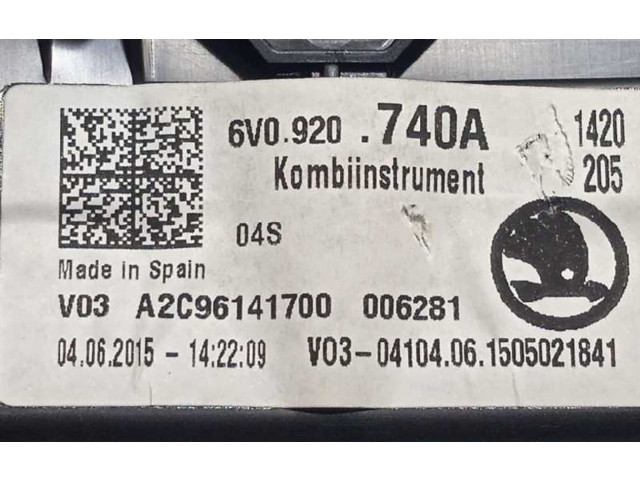 6V0.920 .740A 1420
Kombiinstrument 205
04S
Made in Spain
V03 A2C96141700 006281
04.06.2015 - 14:22:09 VO3-04104.06.1505021841